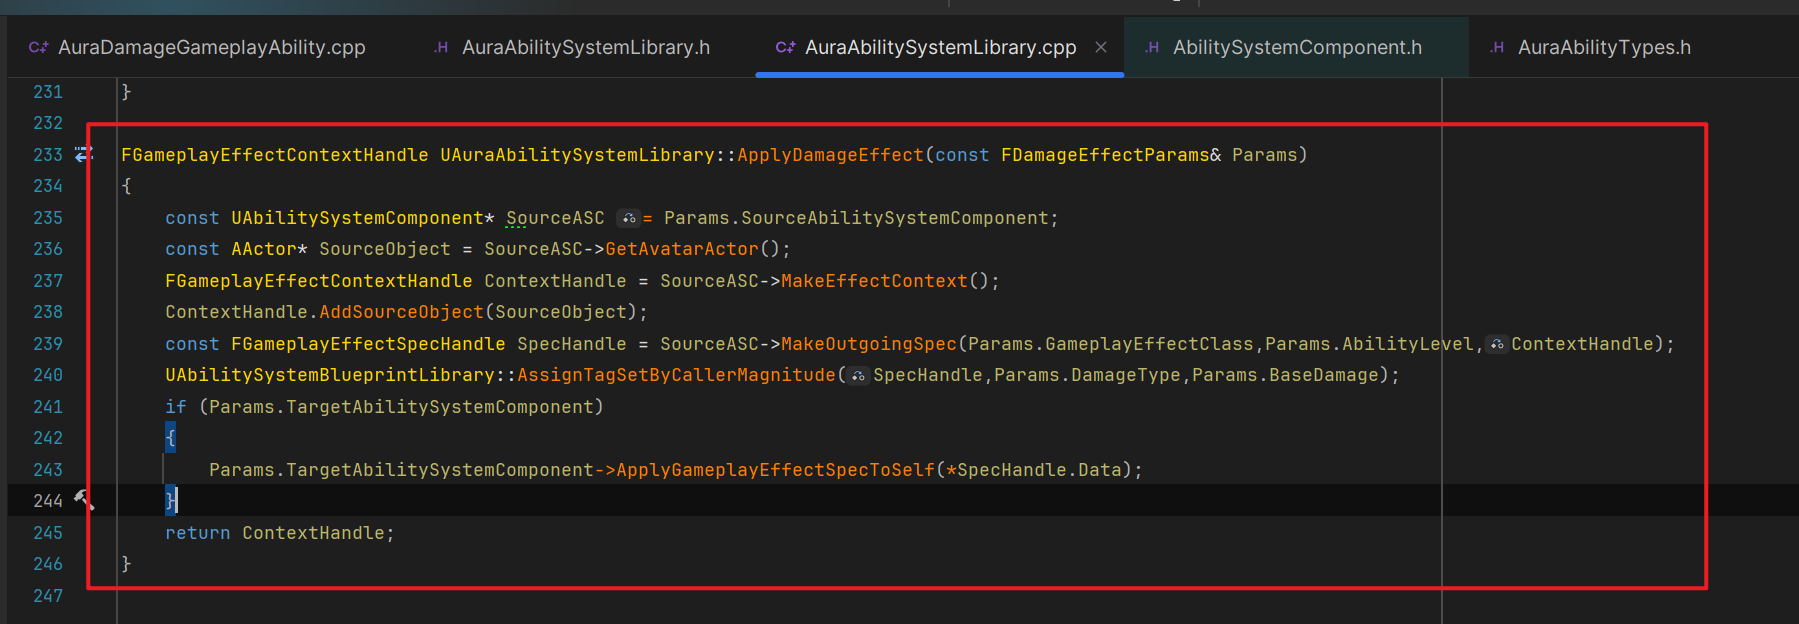 C++ AuraDamageGameplayAbility.cpp .H AuraAbilitySystemLibrary.h C++ AuraAbilitySystemLibrary.cpp × .H AbilitySystemComponent.h .H AuraAbilityTypes.h
231 }
232
233 FGameplayEffectContextHandle UAuraAbilitySystemLibrary::ApplyDamageEffect(const FDamageEffectParams& Params)
234 {
235 const UAbilitySystemComponent* SourceASC = Params.SourceAbilitySystemComponent;
236 const AActor* SourceObject = SourceASC->GetAvatarActor();
237 FGameplayEffectContextHandle ContextHandle = SourceASC->MakeEffectContext();
238 ContextHandle.AddSourceObject(SourceObject);
239 const FGameplayEffectSpecHandle SpecHandle = SourceASC->MakeOutgoingSpec(Params.GameplayEffectClass,Params.AbilityLevel,ContextHandle);
240 UAbilitySystemBlueprintLibrary::AssignTagSetByCallerMagnitude(SpecHandle,Params.DamageType,Params.BaseDamage);
241 if (Params.TargetAbilitySystemComponent)
242 {
243 Params.TargetAbilitySystemComponent->ApplyGameplayEffectSpecToSelf(*SpecHandle.Data);
244 }
245 return ContextHandle;
246 }
247